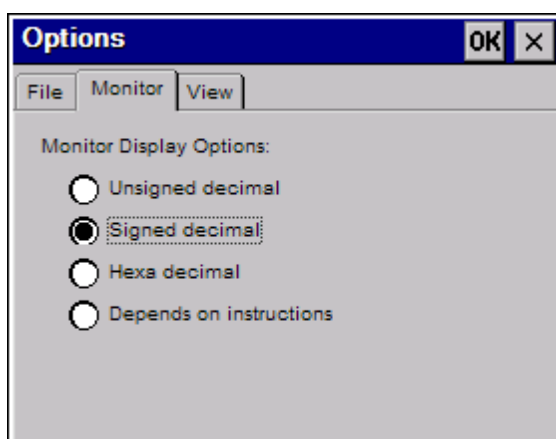 Options OK ×
File Monitor View
Monitor Display Options:
Unsigned decimal
Signed decimal
Hexa decimal
Depends on instructions